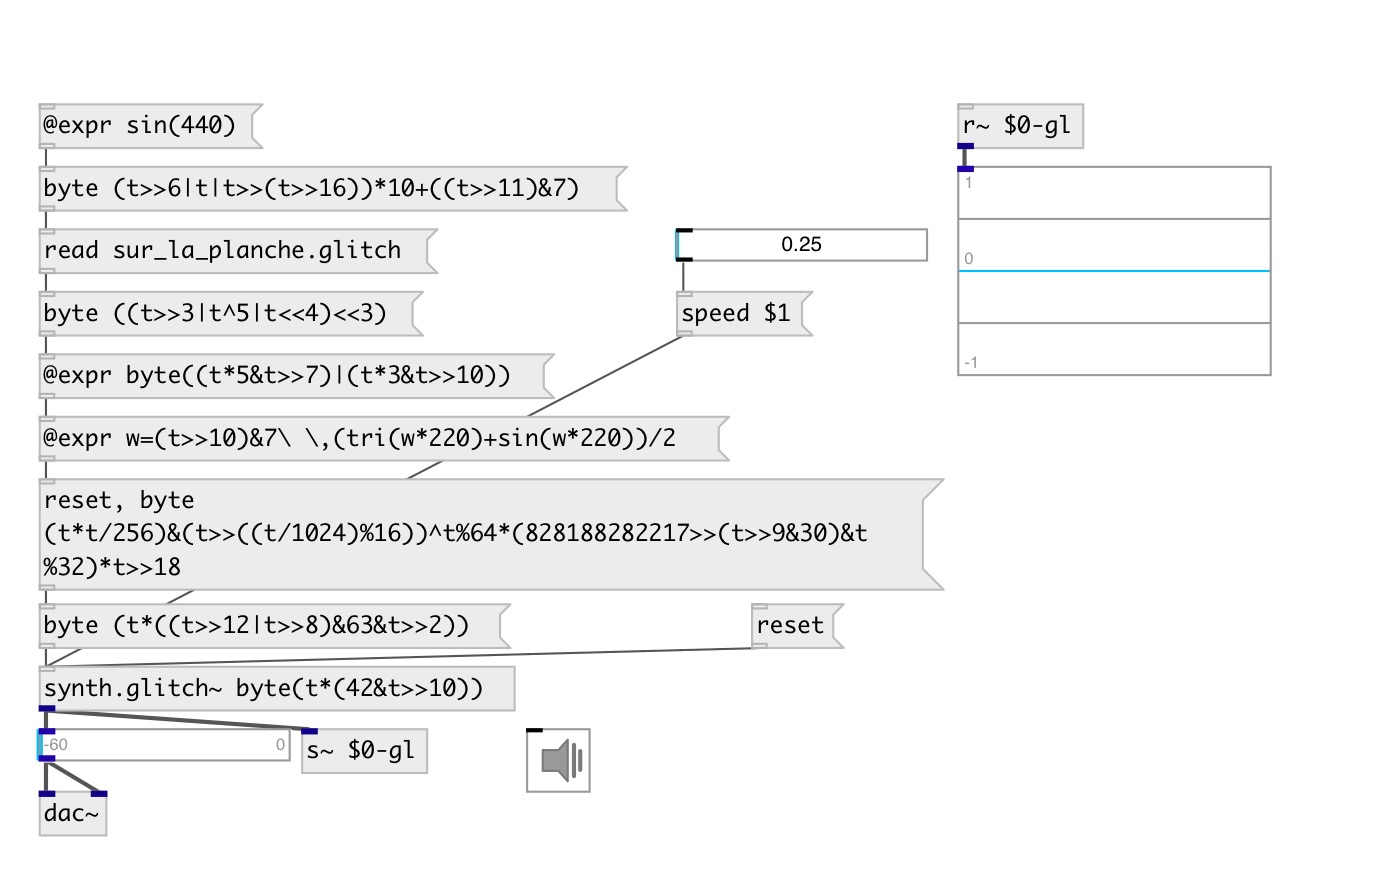 @expr sin(440)
r~ $0-gl
byte (t>>6|t|t>>(t>>16))*10+((t>>11)&7)
1
read sur_la_planche.glitch
0.25
0
byte ((t>>3|t^5|t<<4)<<3)
speed $1
-1
@expr byte((t*5&t>>7)|(t*3&t>>10))
@expr w=(t>>10)&7\ \,(tri(w*220)+sin(w*220))/2
reset, byte
(t*t/256)&(t>>((t/1024)%16))^t%64*(828188282217>>(t>>9&30)&t
%32)*t>>18
byte (t*((t>>12|t>>8)&63&t>>2))
reset
synth.glitch~ byte(t*(42&t>>10))
-60 0
s~ $0-gl
dac~